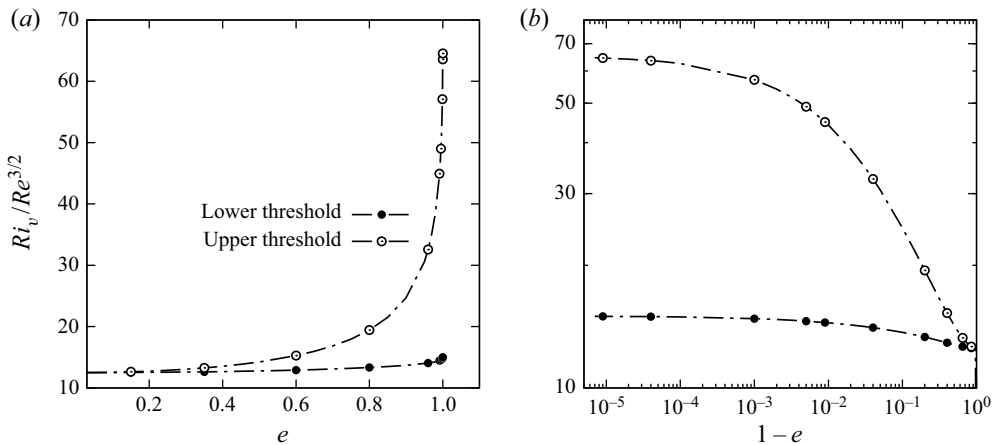 (a)
70
60
50
40
30
20
10
Ri_v/Re^{3/2}
Lower threshold
Upper threshold
0.2 0.4 0.6 0.8 1.0
e
(b)
70
50
30
10
10^{−5} 10^{−4} 10^{−3} 10^{−2} 10^{−1} 10^{0}
1 – e